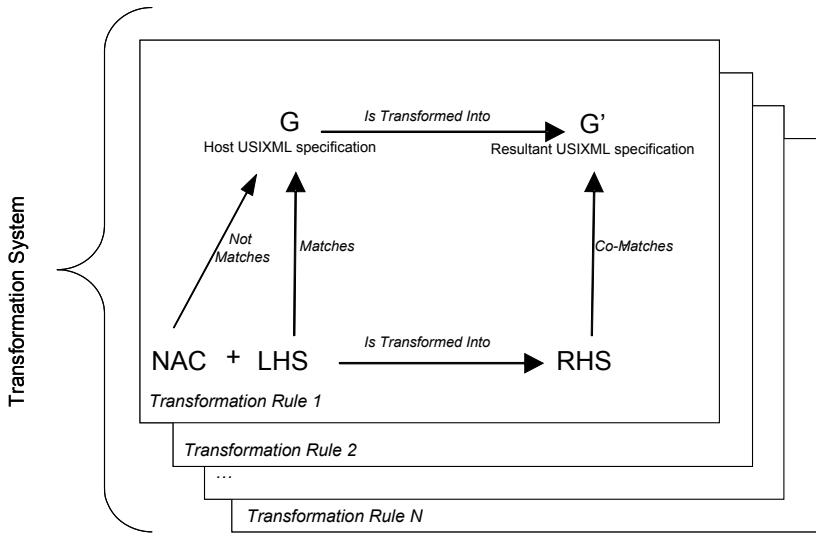 Transformation System
G
Is Transformed Into
G’
Host USIXML specification
Resultant USIXML specification
Not
Matches
Matches
Co-Matches
NAC + LHS
Is Transformed Into
RHS
Transformation Rule 1
Transformation Rule 2
...
Transformation Rule N